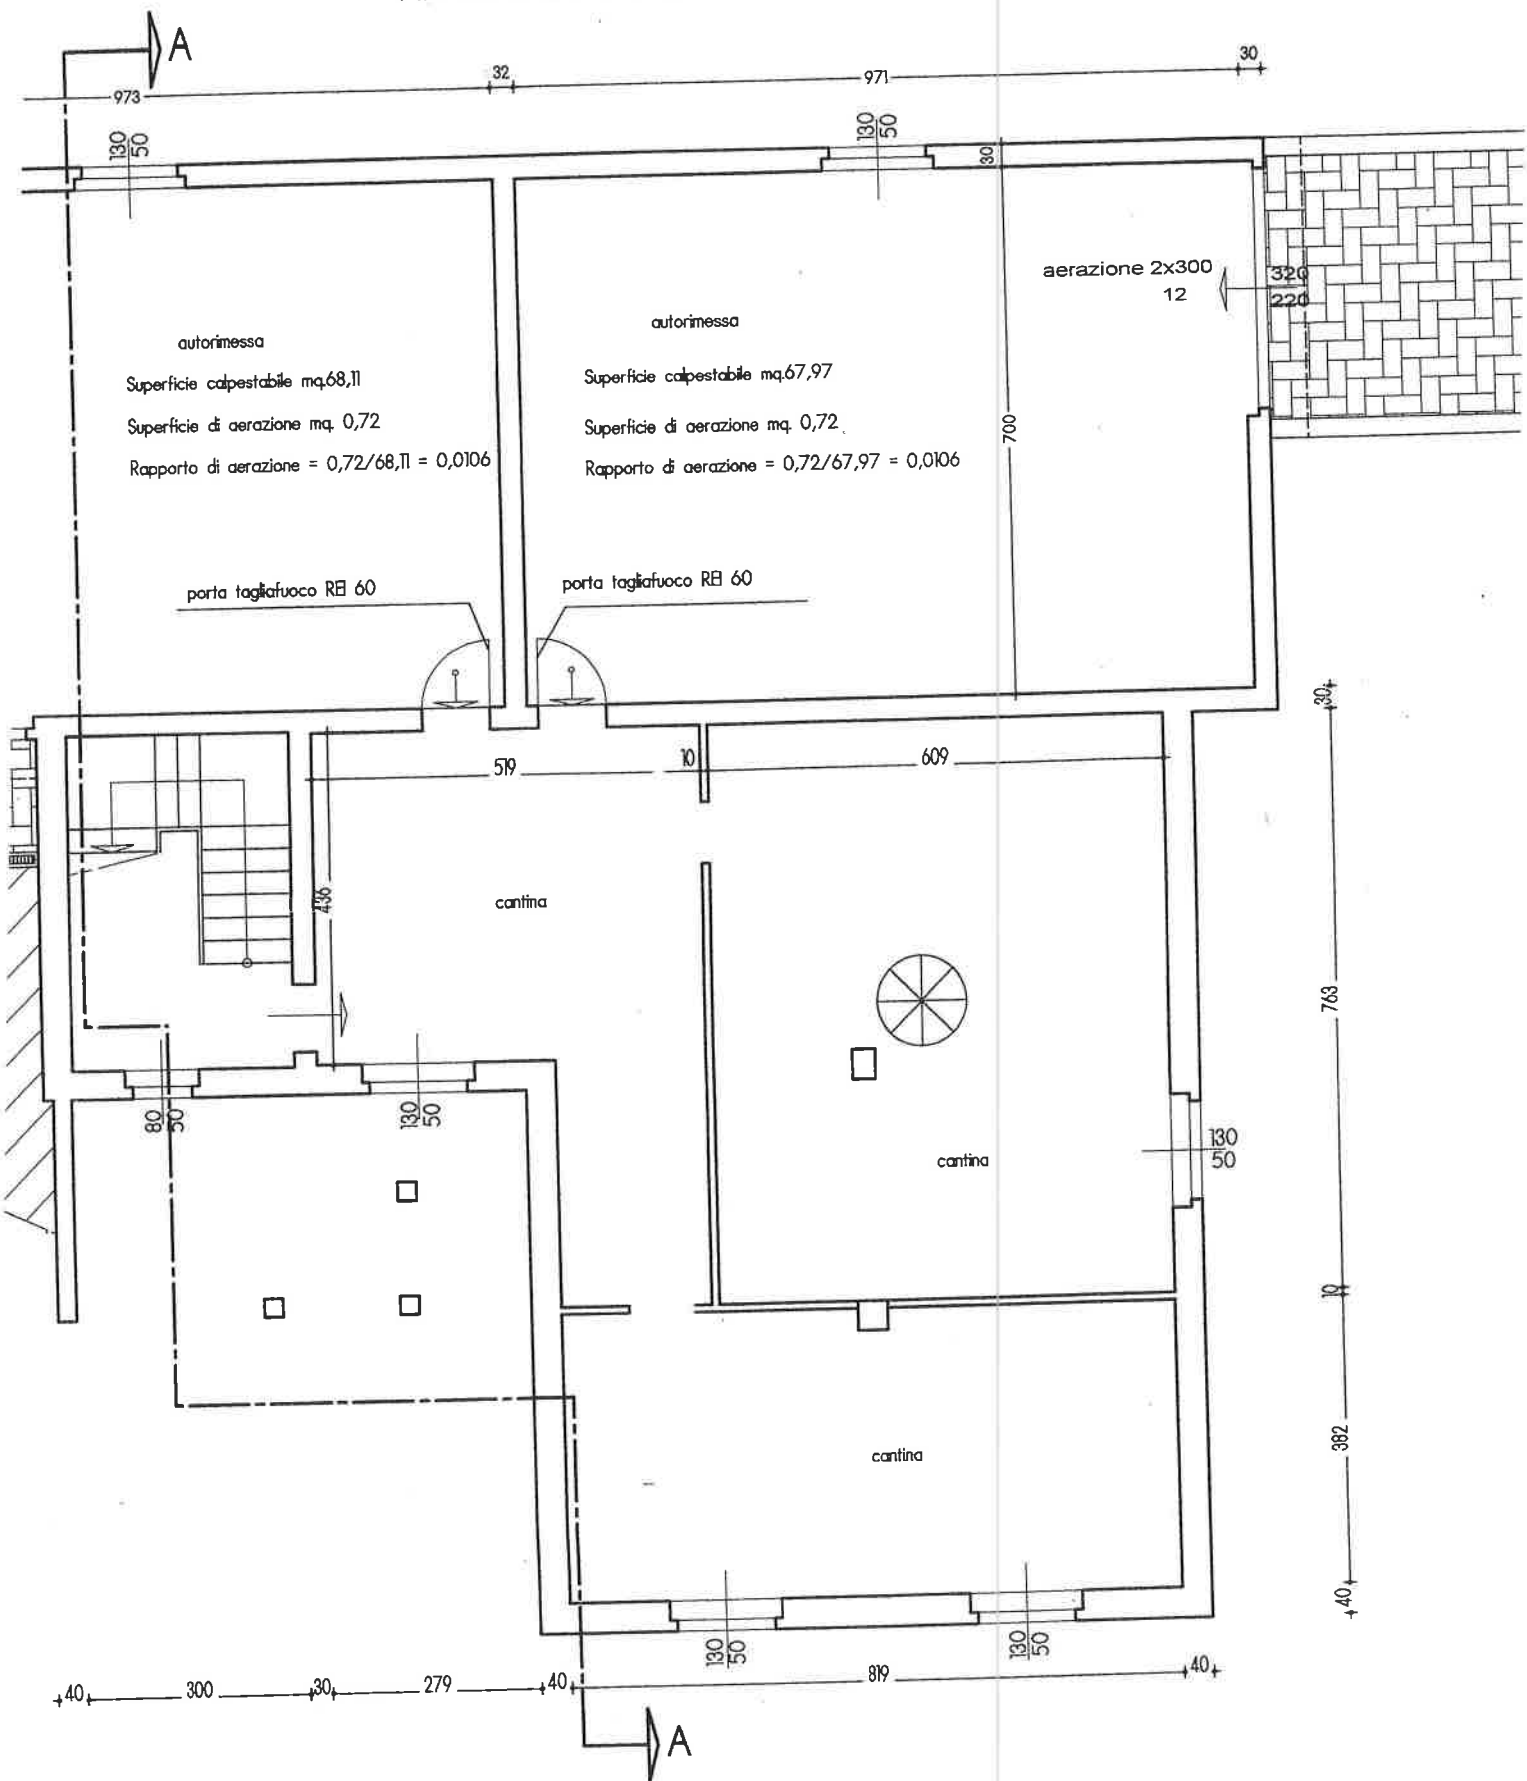 A
973
32
971
30
130
50
130
50
30
aerazione 2x300
12
320
220
autorimessa
Superficie calpestabile mq.68,11
Superficie di aerazione mq. 0,72
Rapporto di aerazione = 0,72/68,11 = 0,0106
autorimessa
Superficie calpestabile mq.67,97
Superficie di aerazione mq. 0,72
Rapporto di aerazione = 0,72/67,97 = 0,0106
700
porta tagliafuoco REI 60
porta tagliafuoco REI 60
30
519
10
609
436
cantina
763
80
50
130
50
cantina
130
50
10
382
cantina
40
130
50
130
50
40
300
30
279
40
819
40
A